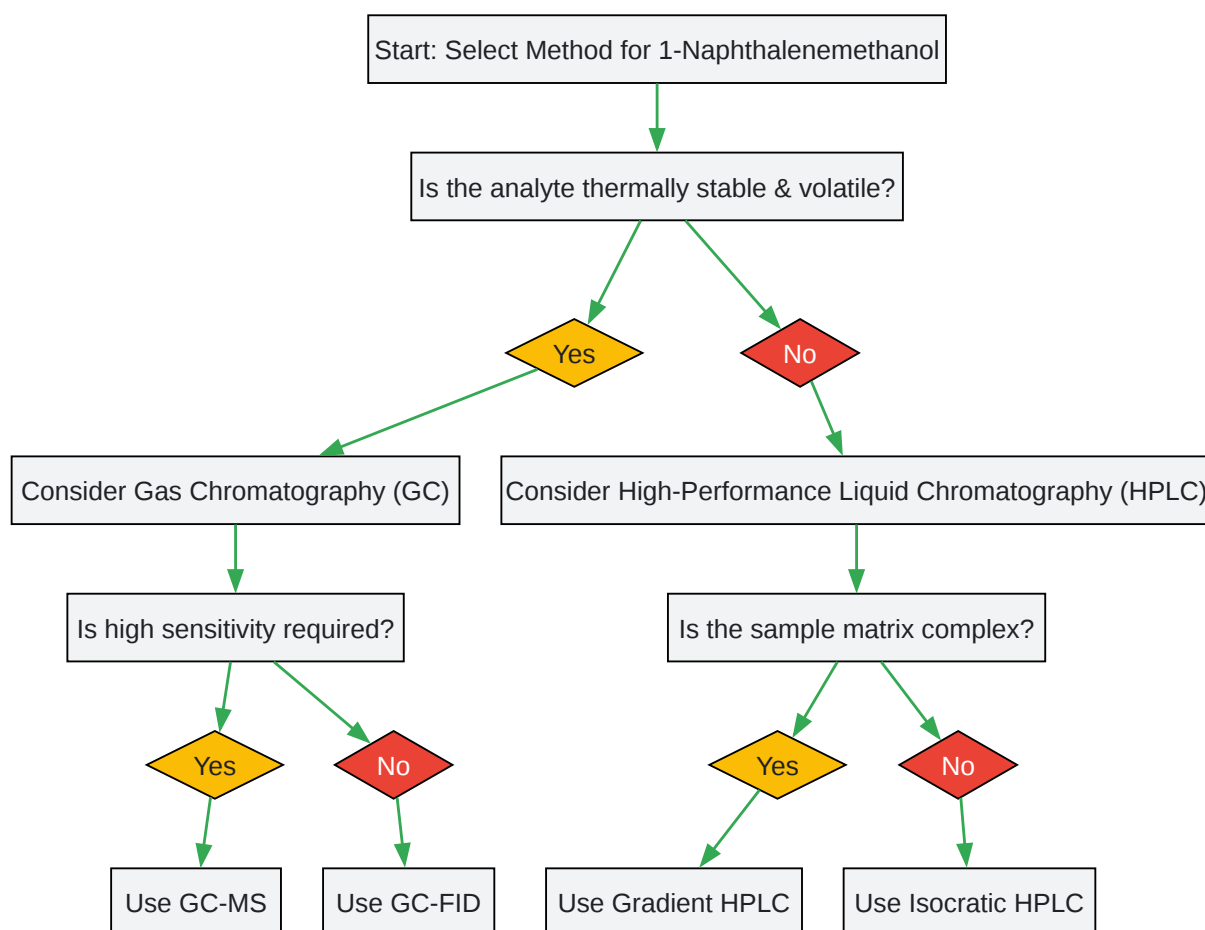 Start: Select Method for 1-Naphthalenemethanol
Is the analyte thermally stable & volatile?
Yes
No
Consider Gas Chromatography (GC)
Consider High-Performance Liquid Chromatography (HPLC)
Is high sensitivity required?
Is the sample matrix complex?
Yes
No
Yes
No
Use GC-MS
Use GC-FID
Use Gradient HPLC
Use Isocratic HPLC